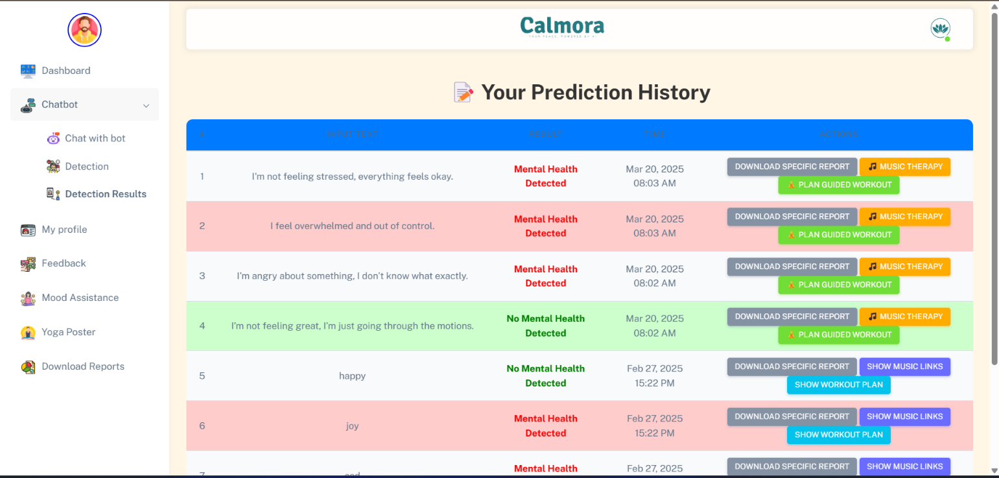 Calmora
YOUR PEACE, POWERED BY AI
Dashboard
Chatbot
Chat with bot
Detection
Detection Results
My profile
Feedback
Mood Assistance
Yoga Poster
Download Reports
Your Prediction History
# INPUT TEXT RESULT TIME ACTIONS
1 I'm not feeling stressed, everything feels okay. Mental Health Detected Mar 20, 2025 08:03 AM DOWNLOAD SPECIFIC REPORT MUSIC THERAPY PLAN GUIDED WORKOUT
2 I feel overwhelmed and out of control. Mental Health Detected Mar 20, 2025 08:03 AM DOWNLOAD SPECIFIC REPORT MUSIC THERAPY PLAN GUIDED WORKOUT
3 I'm angry about something, I don't know what exactly. Mental Health Detected Mar 20, 2025 08:02 AM DOWNLOAD SPECIFIC REPORT MUSIC THERAPY PLAN GUIDED WORKOUT
4 I'm not feeling great, I'm just going through the motions. No Mental Health Detected Mar 20, 2025 08:02 AM DOWNLOAD SPECIFIC REPORT MUSIC THERAPY PLAN GUIDED WORKOUT
5 happy No Mental Health Detected Feb 27, 2025 15:22 PM DOWNLOAD SPECIFIC REPORT SHOW MUSIC LINKS SHOW WORKOUT PLAN
6 joy Mental Health Detected Feb 27, 2025 15:22 PM DOWNLOAD SPECIFIC REPORT SHOW MUSIC LINKS SHOW WORKOUT PLAN
7 Mental Health Feb 27, 2025 DOWNLOAD SPECIFIC REPORT SHOW MUSIC LINKS